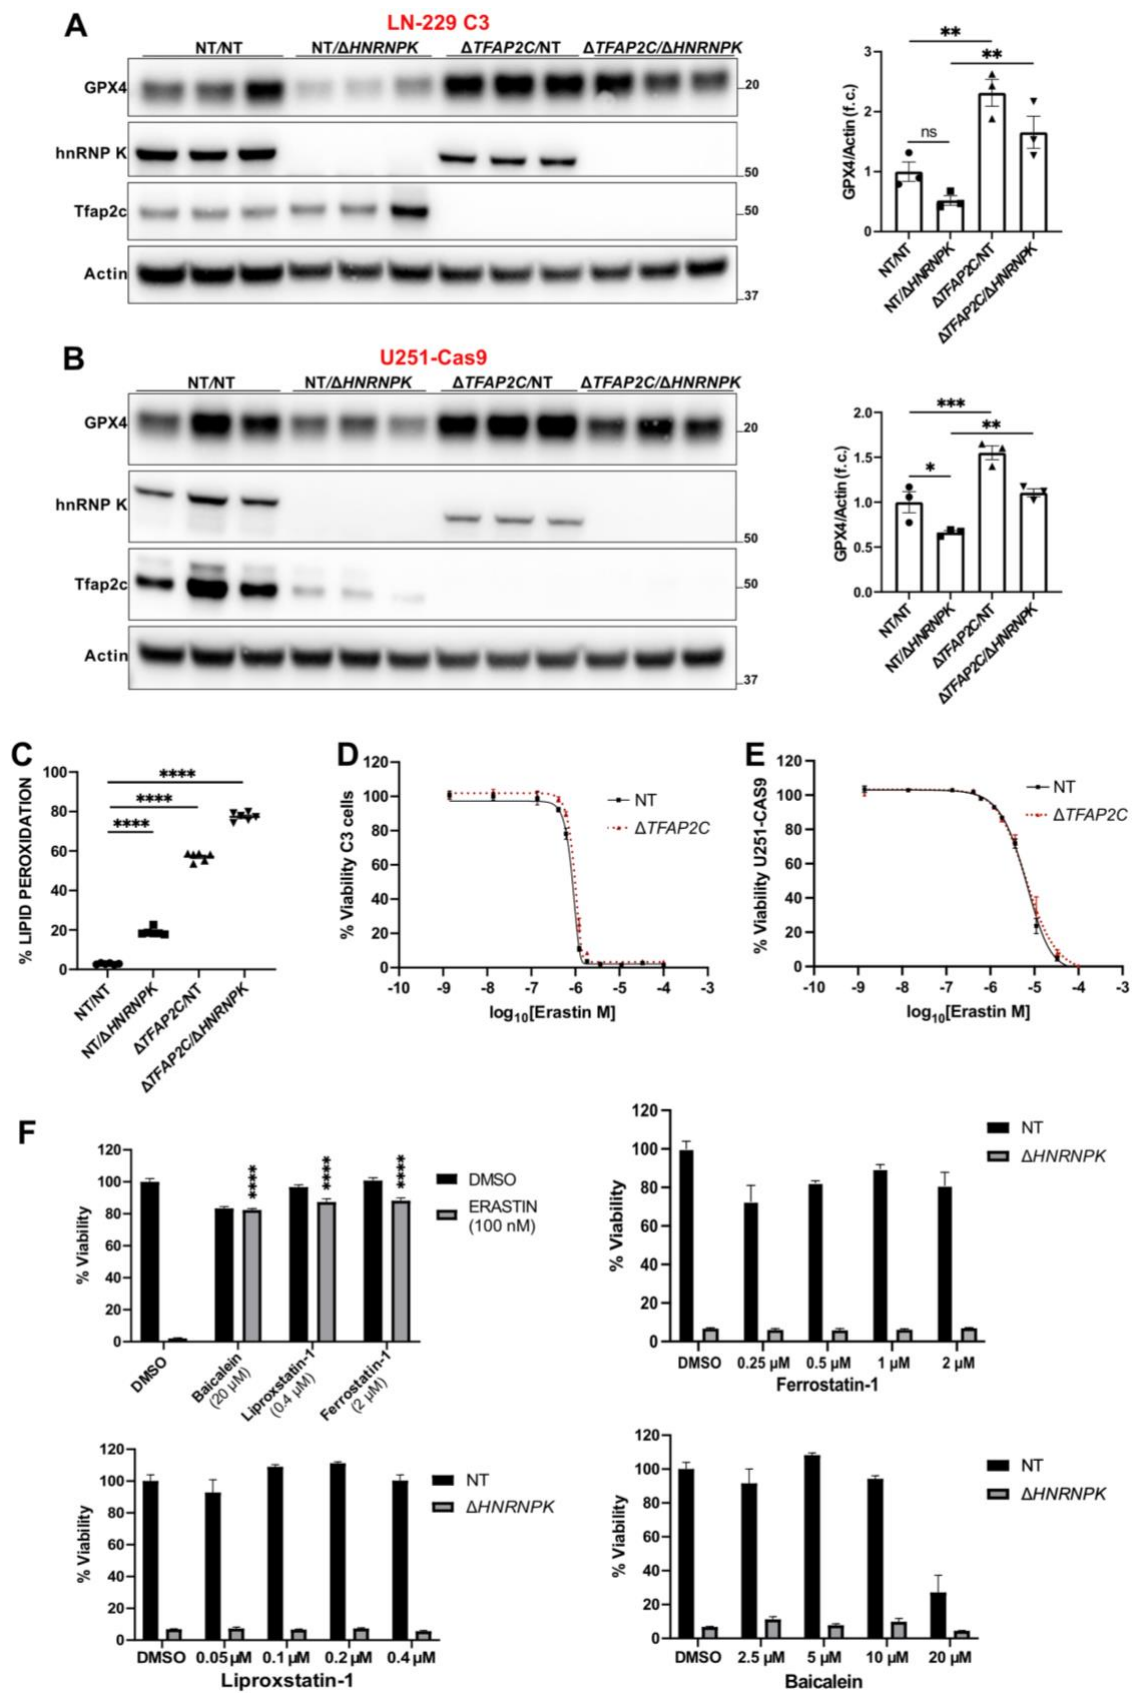 A
LN-229 C3
NT/NT NT/ΔHNRNPK ΔTFAP2C/NT ΔTFAP2C/ΔHNRNPK
GPX4
20
hnRNP K
50
Tfap2c
50
Actin
37
GPX4/Actin (f.c.)
3
2
1
0
**
**
ns
NT/NT
NT/ΔHNRNPK
ΔTFAP2C/NT
ΔTFAP2C/ΔHNRNPK
B
U251-Cas9
NT/NT NT/ΔHNRNPK ΔTFAP2C/NT ΔTFAP2C/ΔHNRNPK
GPX4
20
hnRNP K
50
Tfap2c
50
Actin
37
GPX4/Actin (f.c.)
2.0
1.5
1.0
0.5
0.0
***
**
*
NT/NT
NT/ΔHNRNPK
ΔTFAP2C/NT
ΔTFAP2C/ΔHNRNPK
C
% LIPID PEROXIDATION
100
80
60
40
20
0
****
****
****
NT/NT
NT/ΔHNRNPK
ΔTFAP2C/NT
ΔTFAP2C/ΔHNRNPK
D
% Viability C3 cells
120
100
80
60
40
20
0
-10 -9 -8 -7 -6 -5 -4 -3
log10[Erastin M]
NT
ΔTFAP2C
E
% Viability U251-CAS9
120
100
80
60
40
20
0
-10 -9 -8 -7 -6 -5 -4 -3
log10[Erastin M]
NT
ΔTFAP2C
F
% Viability
120
100
80
60
40
20
0
****
****
****
DMSO
ERASTIN
(100 nM)
DMSO
Baicalein
(20 µM)
Liproxstatin-1
(0.4 µM)
Ferrostatin-1
(2 µM)
% Viability
120
100
80
60
40
20
0
NT
ΔHNRNPK
DMSO 0.25 µM 0.5 µM 1 µM 2 µM
Ferrostatin-1
% Viability
120
100
80
60
40
20
0
NT
ΔHNRNPK
DMSO 0.05 µM 0.1 µM 0.2 µM 0.4 µM
Liproxstatin-1
% Viability
120
100
80
60
40
20
0
NT
ΔHNRNPK
DMSO 2.5 µM 5 µM 10 µM 20 µM
Baicalein